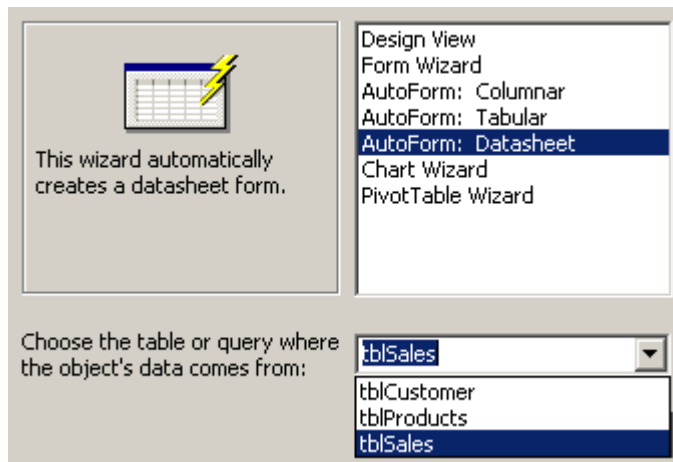 Design View
Form Wizard
AutoForm: Columnar
AutoForm: Tabular
AutoForm: Datasheet
Chart Wizard
PivotTable Wizard
This wizard automatically
creates a datasheet form.
Choose the table or query where
the object's data comes from:
tblSales
tblCustomer
tblProducts
tblSales